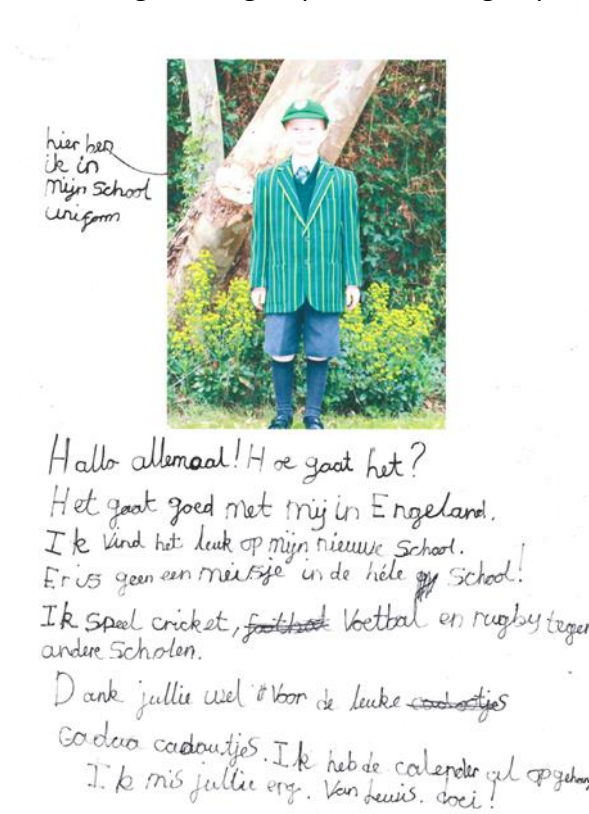 hier ben
ik in
mijn School
uniform
Hallo allemaal! Hoe gaat het?
Het gaat goed met mij in Engeland.
Ik vind het leuk op mijn nieuwe School.
Er is geen een meisje in de héle School!
Ik speel cricket, football Voetbal en rugby tegen
andere Scholen.
Dank jullie wel Voor de leuke cadootjes
cadoutjes. Ik heb de calender al opgehang
Ik mis jullie erg. Van Lewis. doei!